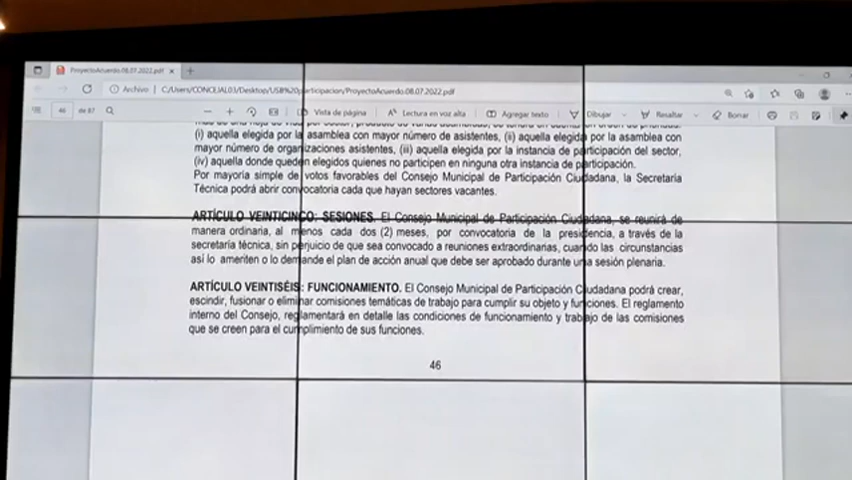 ProyectoAcuerdo.08.07.2022.pdf
Archivo C:/Users/CONCEJAL03/Desktop/USB%20participacion/ProyectoAcuerdo.08.07.2022.pdf
46 de 87 Vista de página Lectura en voz alta Agregar texto Dibujar Resaltar Borrar
(i) aquella elegida por la asamblea con mayor número de asistentes, (ii) aquella elegida por la asamblea con
mayor número de organizaciones asistentes, (iii) aquella elegida por la instancia de participación del sector,
(iv) aquella donde queden elegidos quienes no participen en ninguna otra instancia de participación.
Por mayoría simple de votos favorables del Consejo Municipal de Participación Ciudadana, la Secretaría
Técnica podrá abrir convocatoria cada que hayan sectores vacantes.
ARTÍCULO VEINTICINCO: SESIONES. El Consejo Municipal de Participación Ciudadana, se reunirá de
manera ordinaria, al menos cada dos (2) meses, por convocatoria de la presidencia, a través de la
secretaría técnica, sin perjuicio de que sea convocado a reuniones extraordinarias, cuando las circunstancias
así lo ameriten o lo demande el plan de acción anual que debe ser aprobado durante una sesión plenaria.
ARTÍCULO VEINTISÉIS: FUNCIONAMIENTO. El Consejo Municipal de Participación Ciudadana podrá crear,
escindir, fusionar o eliminar comisiones temáticas de trabajo para cumplir su objeto y funciones. El reglamento
interno del Consejo, reglamentará en detalle las condiciones de funcionamiento y trabajo de las comisiones
que se creen para el cumplimiento de sus funciones.
46